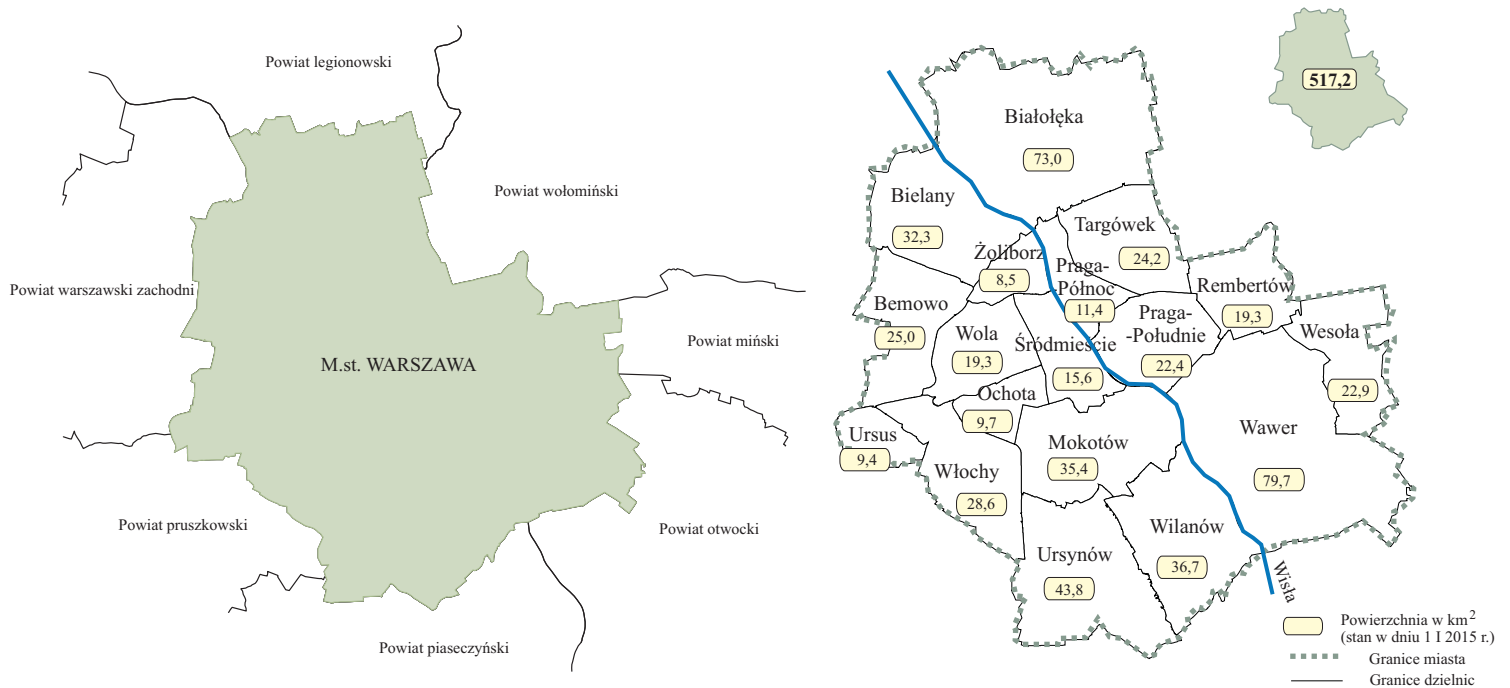 Powiat legionowski
Powiat wołomiński
Powiat warszawski zachodni
Powiat miński
M.st. WARSZAWA
Powiat pruszkowski
Powiat otwocki
Powiat piaseczyński
517,2
Białołęka
73,0
Bielany
32,3
Targówek
24,2
Żoliborz
8,5
Praga-
Północ
11,4
Rembertów
19,3
Bemowo
25,0
Wola
19,3
Śródmieście
15,6
Praga-
-Południe
22,4
Wesoła
22,9
Ochota
9,7
Ursus
9,4
Mokotów
35,4
Wawer
79,7
Włochy
28,6
Wilanów
36,7
Ursynów
43,8
Wisła
Powierzchnia w km²
(stan w dniu 1 I 2015 r.)
Granice miasta
Granice dzielnic